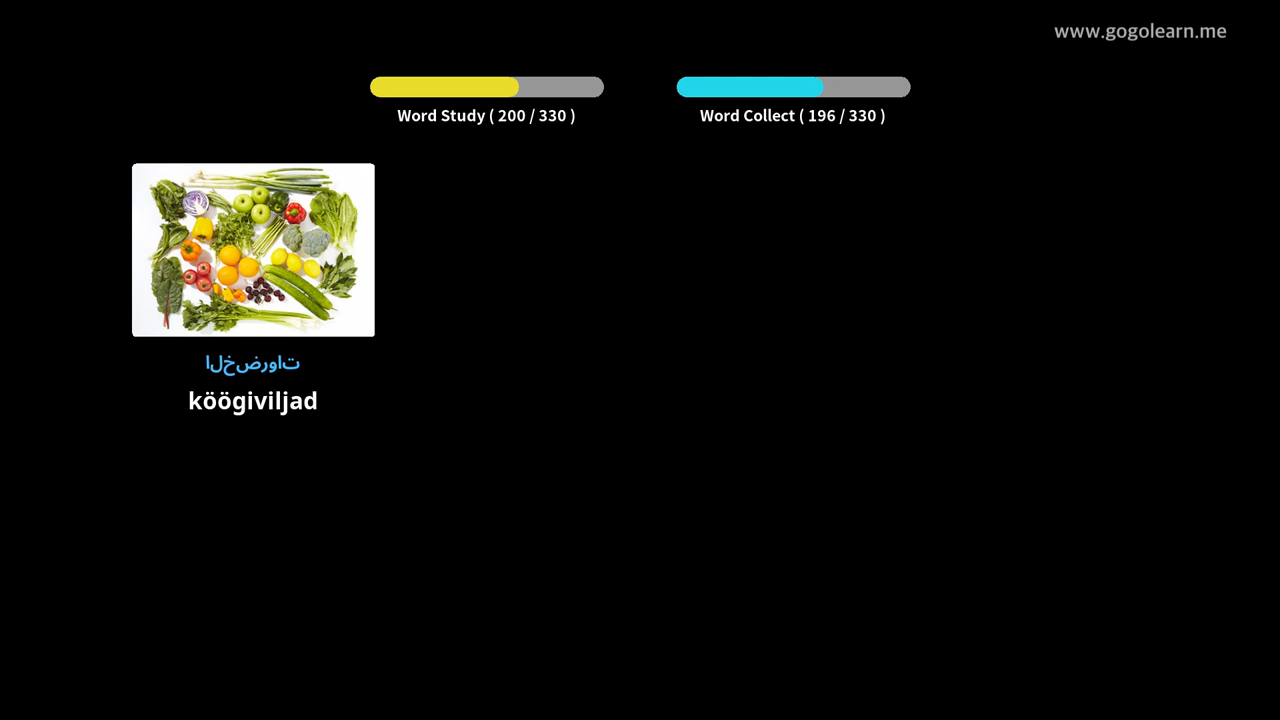 www.gogolearn.me
Word Study ( 200 / 330 )
Word Collect ( 196 / 330 )
الخضروات
köögiviljad